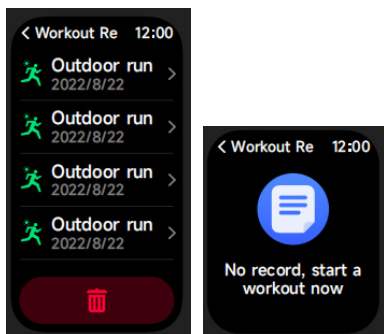 < Workout Re 12:00
Outdoor run
2022/8/22
Outdoor run
2022/8/22
Outdoor run
2022/8/22
Outdoor run
2022/8/22
< Workout Re 12:00
No record, start a
workout now